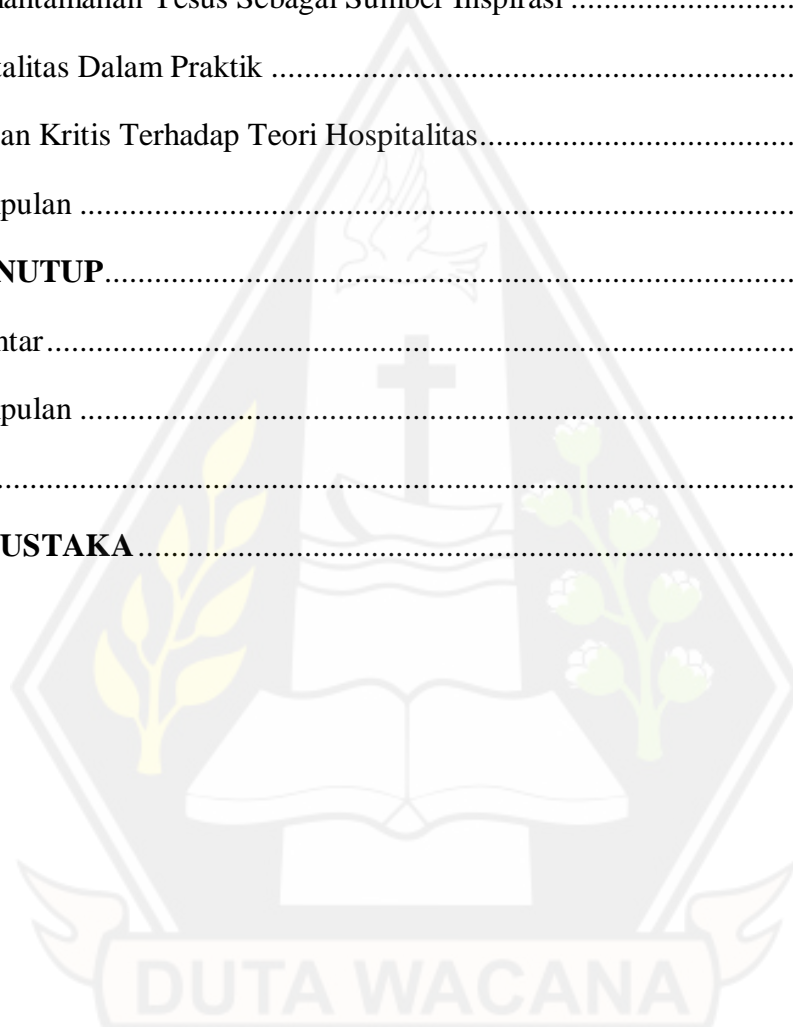 Yesus Sebagai Sumber Inspirasi ........................
talitas Dalam Praktik ........................
an Kritis Terhadap Teori Hospitalitas........................
pulan ........................
NUTUP........................
ntar........................
pulan ........................
........................
USTAKA........................
DUTA WACANA